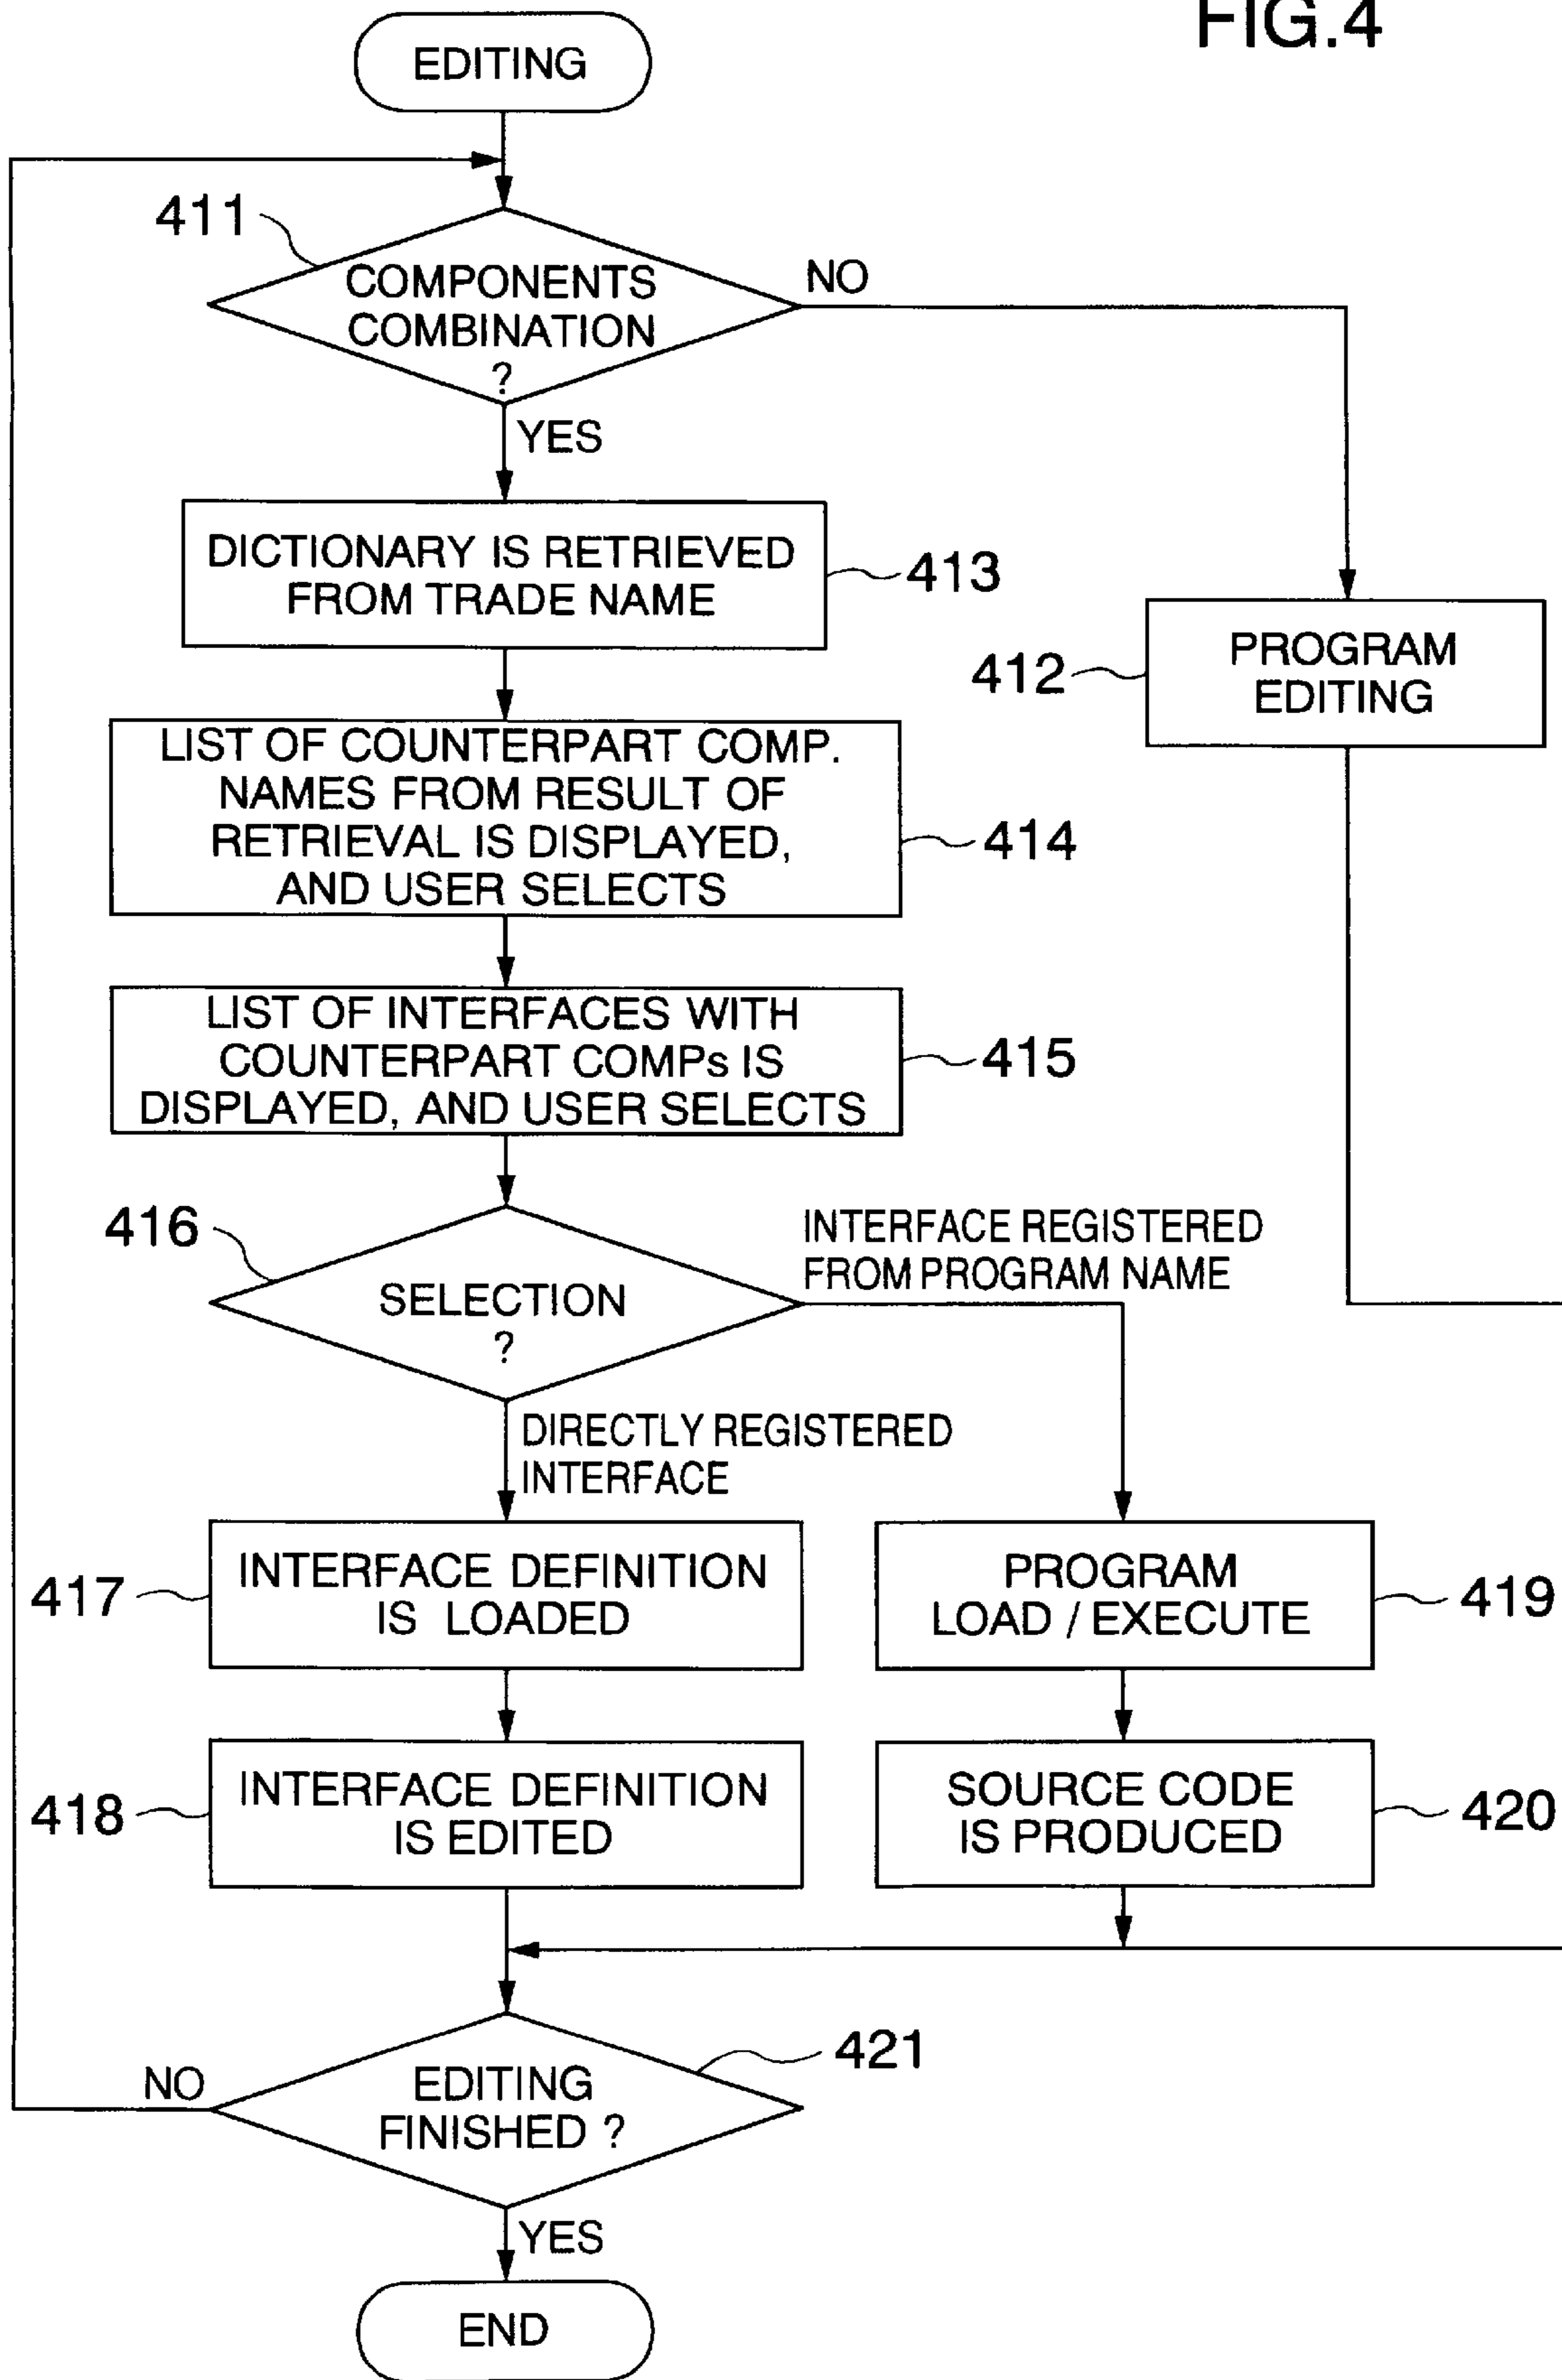 FIG.4
EDITING
411
COMPONENTS
COMBINATION
?
NO
YES
DICTIONARY IS RETRIEVED
FROM TRADE NAME
413
412
PROGRAM
EDITING
LIST OF COUNTERPART COMP.
NAMES FROM RESULT OF
RETRIEVAL IS DISPLAYED,
AND USER SELECTS
414
LIST OF INTERFACES WITH
COUNTERPART COMPs IS
DISPLAYED, AND USER SELECTS
415
416
SELECTION
?
INTERFACE REGISTERED
FROM PROGRAM NAME
DIRECTLY REGISTERED
INTERFACE
417
INTERFACE DEFINITION
IS LOADED
PROGRAM
LOAD / EXECUTE
419
418
INTERFACE DEFINITION
IS EDITED
SOURCE CODE
IS PRODUCED
420
421
NO
EDITING
FINISHED ?
YES
END